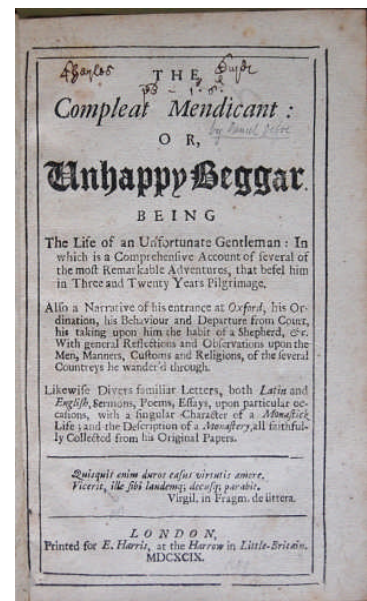 Charles
THE
Compleat Mendicant:
by Daniel Defoe
OR,
Unhappy Beggar.
BEING
The Life of an Unfortunate Gentleman: In
which is a Comprehensive Account of ſeveral of
the moſt Remarkable Adventures, that befel him
in Three and Twenty Years Pilgrimage.
Alſo a Narrative of his entrance at Oxford, his Or-
dination, his Behaviour and Departure from Court,
his taking upon him the habit of a Shepherd, &c.
With general Reflections and Obſervations upon the
Men, Manners, Cuſtoms and Religions, of the ſeveral
Countreys he wander'd through.
Likewiſe Divers familiar Letters, both Latin and
Engliſh, Sermons, Poems, Eſſays, upon particular oc-
caſions, with a ſingular Character of a Monaſtick
Life; and the Deſcription of a Monaſtery, all faithful-
ly Collected from his Original Papers.
Quiſquis enim duros caſus virtutis amore.
Vicerit, ille ſibi laudemq; decuſq; parabit.
Virgil, in Fragm. de littera.
LONDON,
Printed for E. Harris, at the Harrow in Little-Britain.
MDCXCIX.